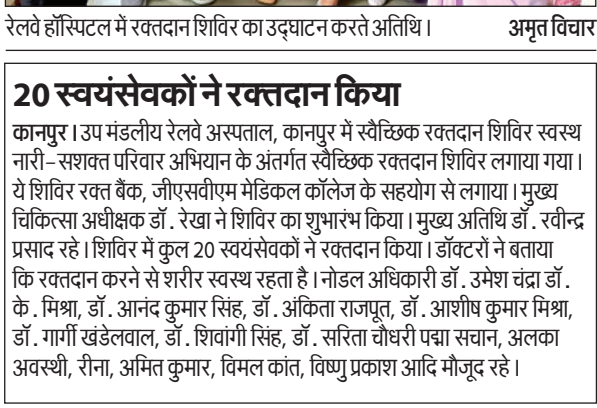 रेलवे हॉस्पिटल में रक्तदान शिविर का उद्घाटन करते अतिथि। अमृत विचार
20 स्वयंसेवकों ने रक्तदान किया
कानपुर। उप मंडलीय रेलवे अस्पताल, कानपुर में स्वैच्छिक रक्तदान शिविर स्वस्थ
नारी-सशक्त परिवार अभियान के अंतर्गत स्वैच्छिक रक्तदान शिविर लगाया गया।
ये शिविर रक्त बैंक, जीएसवीएम मेडिकल कॉलेज के सहयोग से लगाया। मुख्य
चिकित्सा अधीक्षक डॉ. रेखा ने शिविर का शुभारंभ किया। मुख्य अतिथि डॉ. रवीन्द्र
प्रसाद रहे। शिविर में कुल 20 स्वयंसेवकों ने रक्तदान किया। डॉक्टरों ने बताया
कि रक्तदान करने से शरीर स्वस्थ रहता है। नोडल अधिकारी डॉ. उमेश चंद्रा डॉ.
के. मिश्रा, डॉ. आनंद कुमार सिंह, डॉ. अंकिता राजपूत, डॉ. आशीष कुमार मिश्रा,
डॉ. गार्गी खंडेलवाल, डॉ. शिवांगी सिंह, डॉ. सरिता चौधरी पद्मा सचान, अलका
अवस्थी, रीना, अमित कुमार, विमल कांत, विष्णु प्रकाश आदि मौजूद रहे।